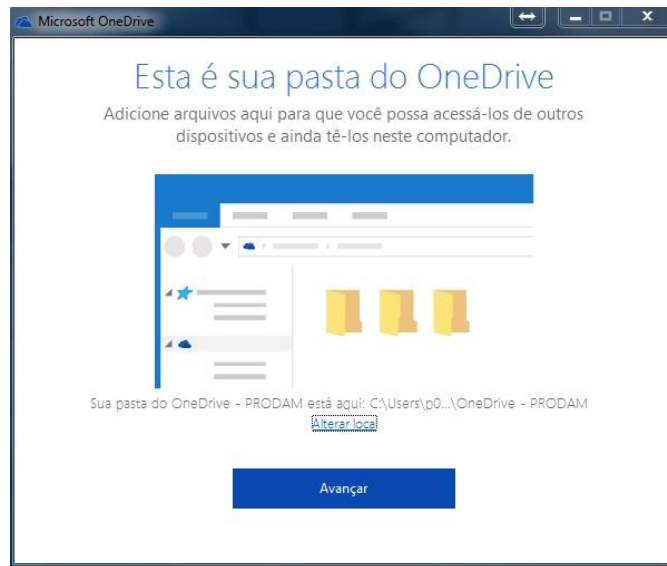 Microsoft OneDrive
Esta é sua pasta do OneDrive
Adicione arquivos aqui para que você possa acessá-los de outros
dispositivos e ainda tê-los neste computador.
Sua pasta do OneDrive - PRODAM está aqui: C:\Users\p0...\OneDrive - PRODAM
Alterar local
Avançar